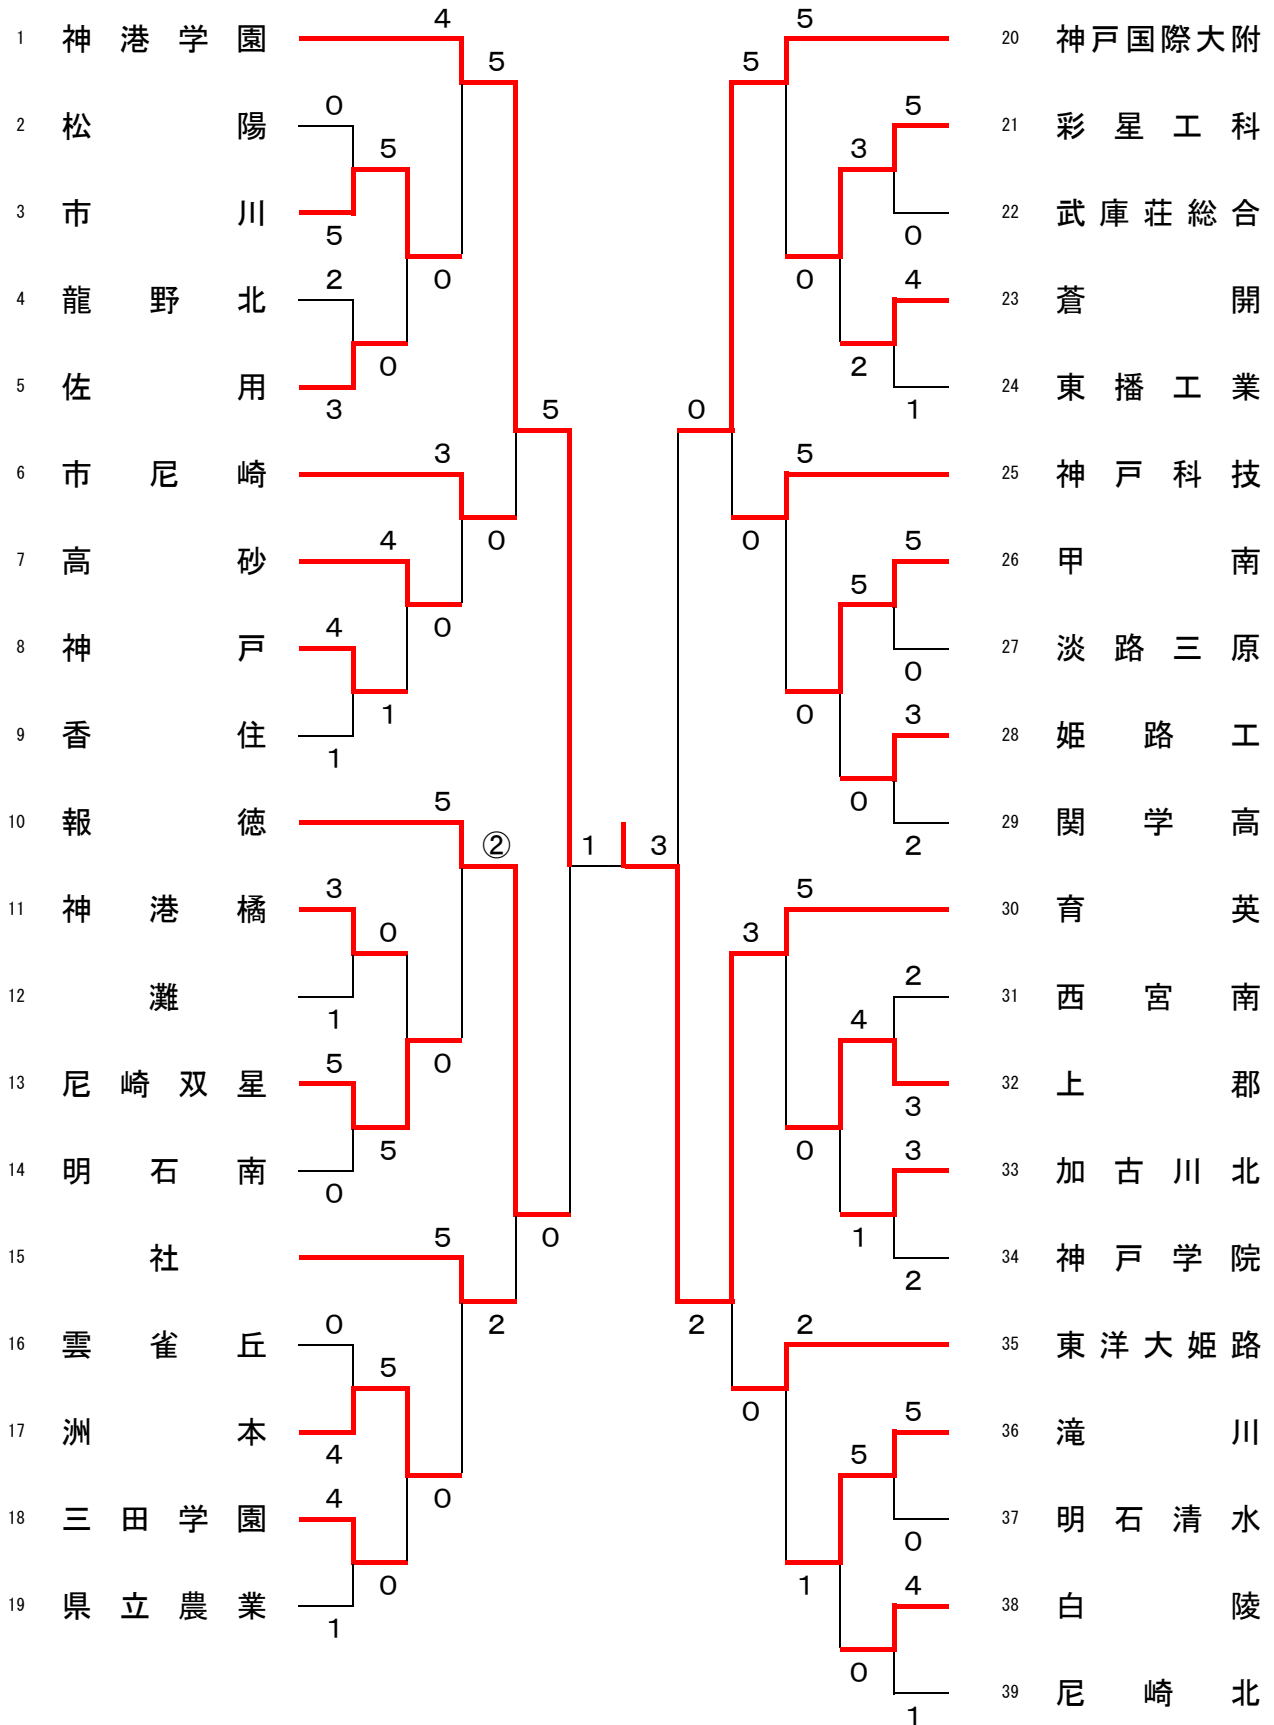 4 5
1 神港学園 20 神戸国際大附
5 5
0 5
2 松陽 21 彩星工科
5 3
3 市川 22 武庫荘総合
5 0
2 0 0 4
4 龍野北 23 蒼開
0 2
5 佐用 24 東播工業
3 5 0 1
3 5
6 市尼崎 25 神戸科技
4 0 0 5
7 高砂 26 甲南
5
4 0
8 神戸 27 淡路三原
0
1 0 3
9 香住 28 姫路工
1
5 0
10 報徳 29 関学高
② 1 3 2
3 5
11 神港橘 30 育英
0 3
2
12 灘 31 西宮南
1 4
5 0
13 尼崎双星 32 上郡
3
5 0 3
14 明石南 33 加古川北
0
5 0 1
15 社 34 神戸学院
2
0 2 2 2
16 雲雀丘 35 東洋大姫路
5 0 5
17 洲本 36 滝川
4 5
4 0
18 三田学園 37 明石清水
0
0 1 4
19 県立農業 38 白陵
1
0
39 尼崎北
1